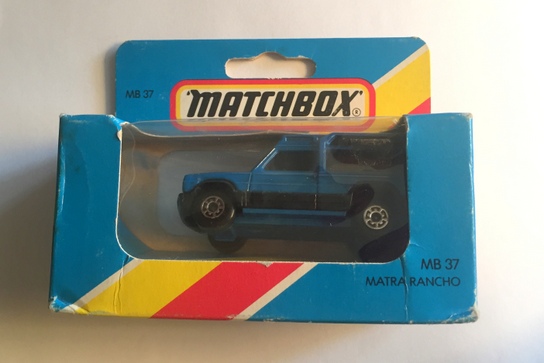 MB 37
"MATCHBOX"®
MB 37
MATRA RANCHO